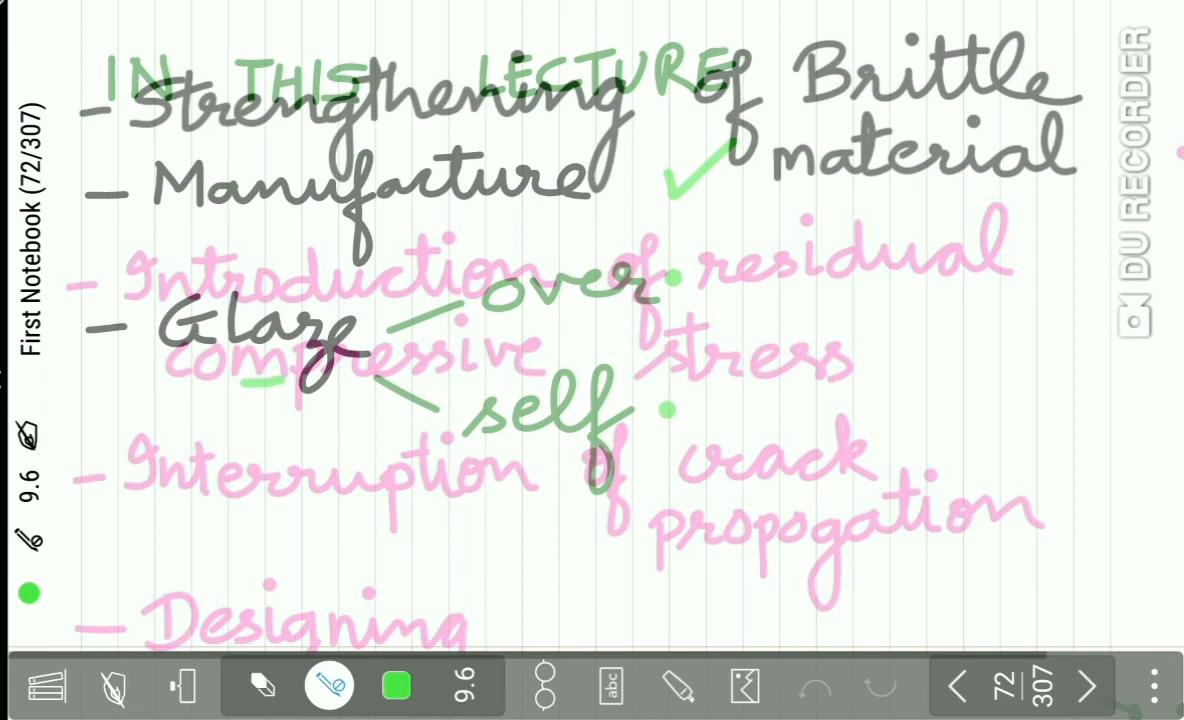 IN THIS LECTURE
- Strengthening of Brittle
material
- Manufacture
- Introduction of residual
- Glaze over
compressive stress
self
- Interruption of crack
propogation
- Designing
First Notebook (72/307)
9.6
9.6
abc
72
307
DU RECORDER